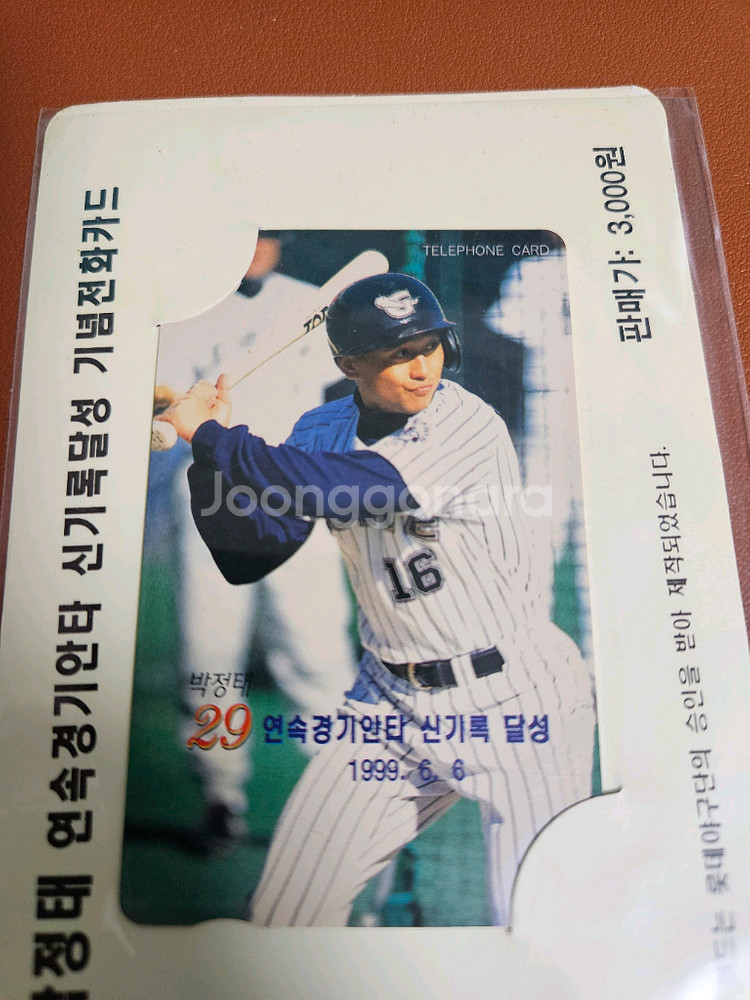 정태 연속경기안타 신기록달성 기념전화카드
TELEPHONE CARD
16
박정태
29 연속경기안타 신기록 달성
1999. 6. 6
판매가: 3,000원
드는 롯데야구단의 승인을 받아 제작되었습니다.
Joonggonara